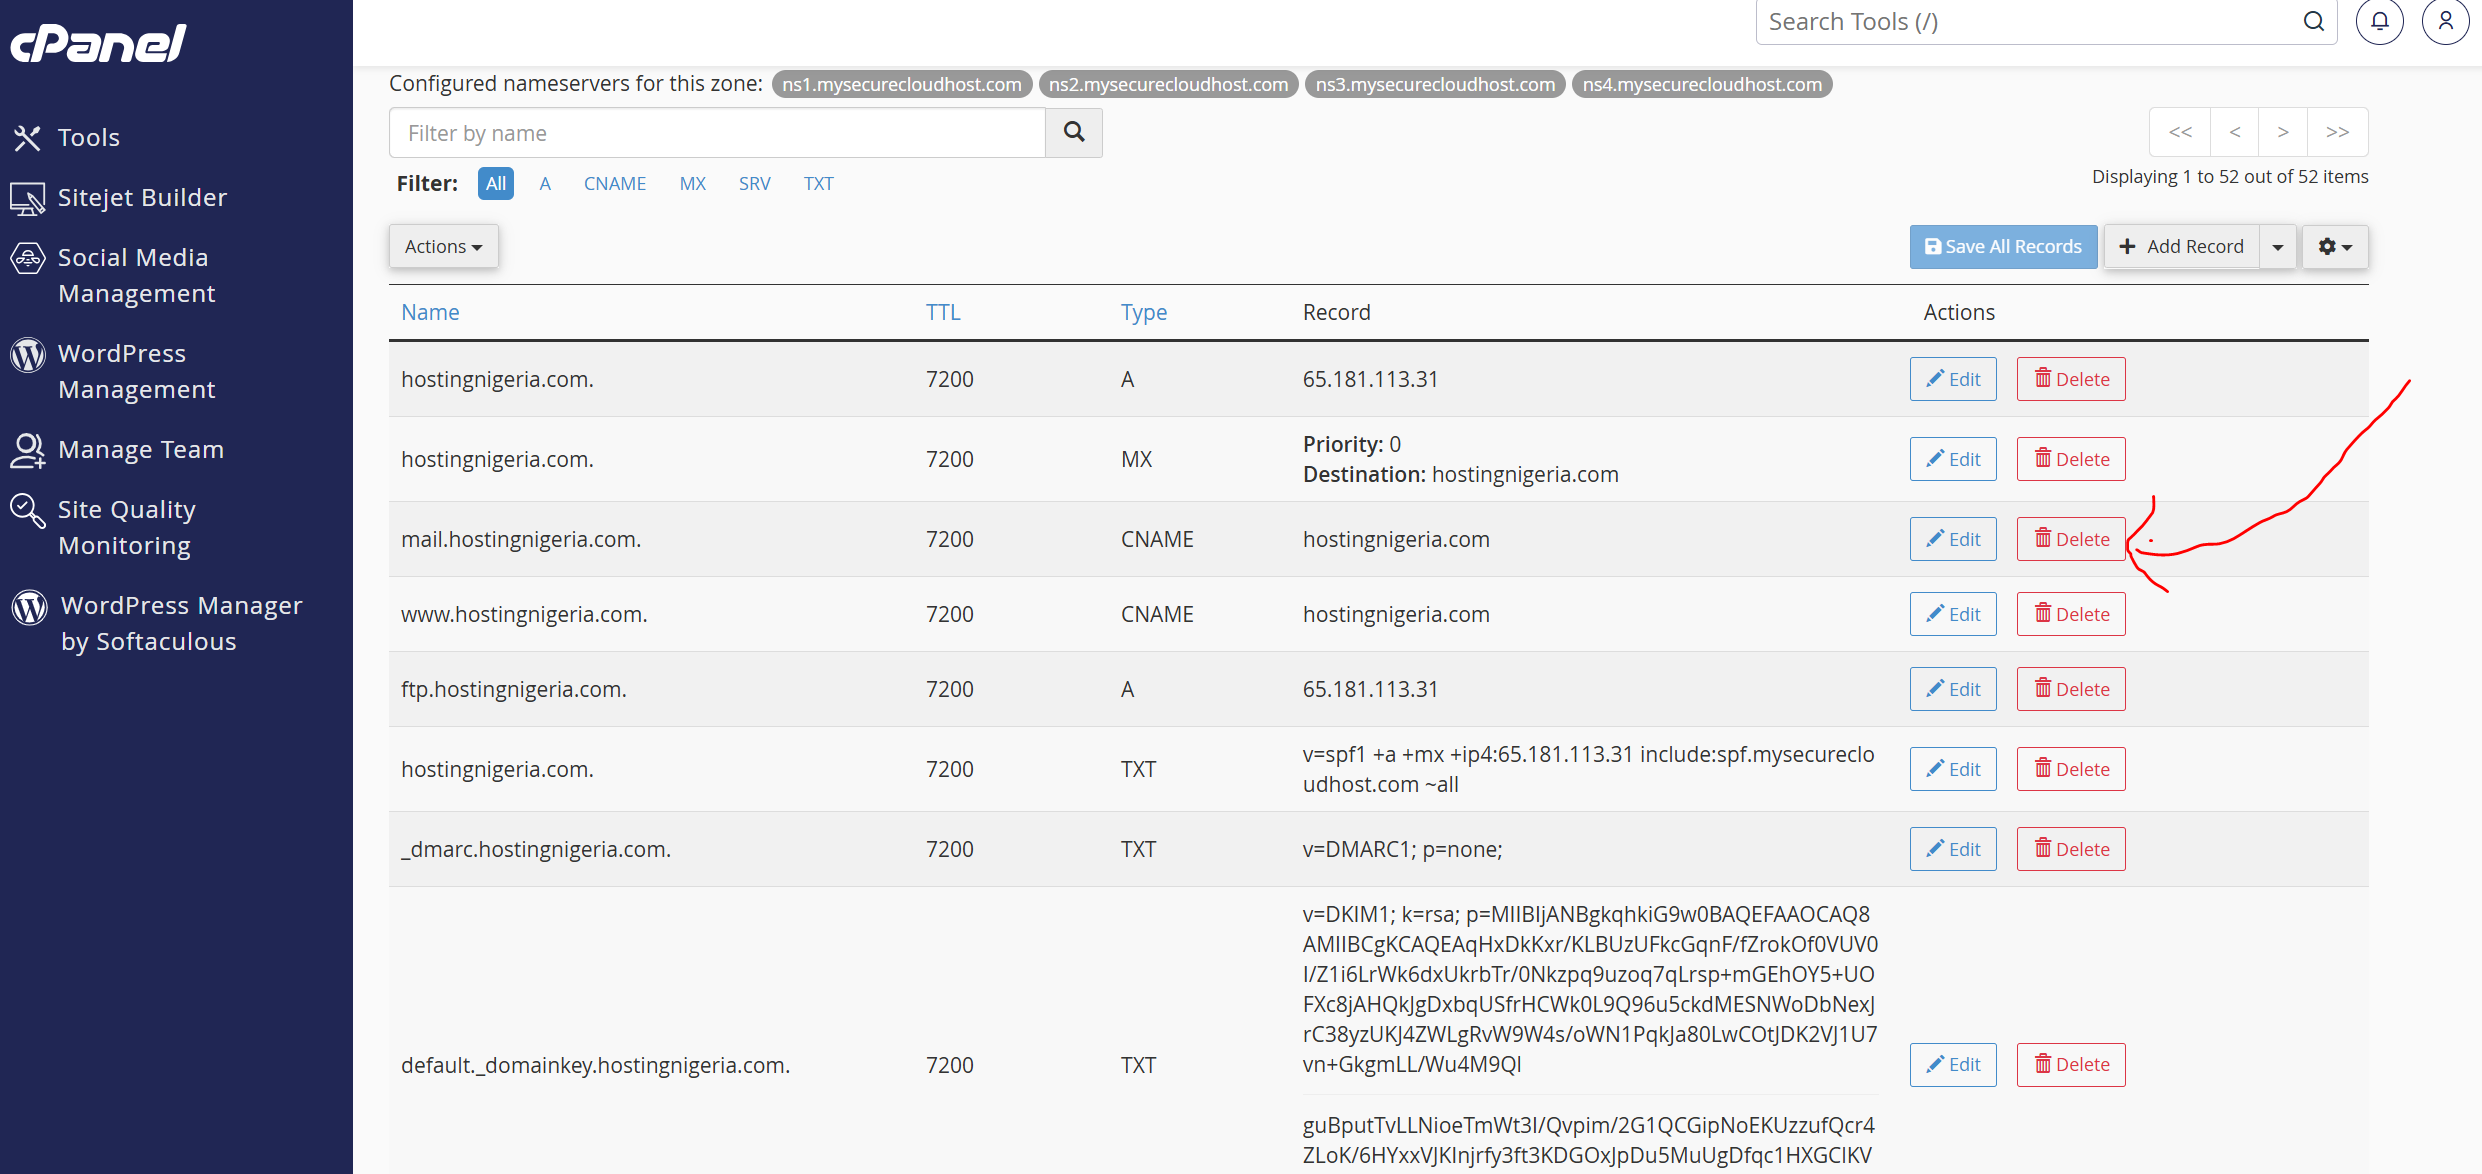 cPanel
Search Tools (/)
Tools
Sitejet Builder
Social Media
Management
WordPress
Management
Manage Team
Site Quality
Monitoring
WordPress Manager
by Softaculous
Configured nameservers for this zone: ns1.mysecurecloudhost.com ns2.mysecurecloudhost.com ns3.mysecurecloudhost.com ns4.mysecurecloudhost.com
Filter by name
<< < > >>
Filter: All A CNAME MX SRV TXT
Displaying 1 to 52 out of 52 items
Actions
Save All Records + Add Record
Name TTL Type Record Actions
hostingnigeria.com. 7200 A 65.181.113.31 Edit Delete
hostingnigeria.com. 7200 MX Priority: 0
Destination: hostingnigeria.com Edit Delete
mail.hostingnigeria.com. 7200 CNAME hostingnigeria.com Edit Delete
www.hostingnigeria.com. 7200 CNAME hostingnigeria.com Edit Delete
ftp.hostingnigeria.com. 7200 A 65.181.113.31 Edit Delete
hostingnigeria.com. 7200 TXT v=spf1 +a +mx +ip4:65.181.113.31 include:spf.mysecureclo
udhost.com ~all Edit Delete
_dmarc.hostingnigeria.com. 7200 TXT v=DMARC1; p=none; Edit Delete
default._domainkey.hostingnigeria.com. 7200 TXT v=DKIM1; k=rsa; p=MIIBIjANBgkqhkiG9w0BAQEFAAOCAQ8
AMIIBCgKCAQEAqHxDkKxr/KLBUzUFkcGqnF/fZrokOf0VUV0
I/Z1i6LrWk6dxUkrbTr/0Nkzpq9uzoq7qLrsp+mGEhOY5+UO
FXc8jAHQkJgDxbqUSfrHCWk0L9Q96u5ckdMESNWoDbNexJ
rC38yzUKJ4ZWLgRvW9W4s/oWN1PqkJa80LwCOtJDK2VJ1U7
vn+GkgmLL/Wu4M9QI Edit Delete
guBputTvLLNioeTmWt3I/Qvpim/2G1QCGipNoEKUzzufQcr4
ZLoK/6HYxxVJKInjrfy3ft3KDGOxJpDu5MuUgDfqc1HXGCIKV